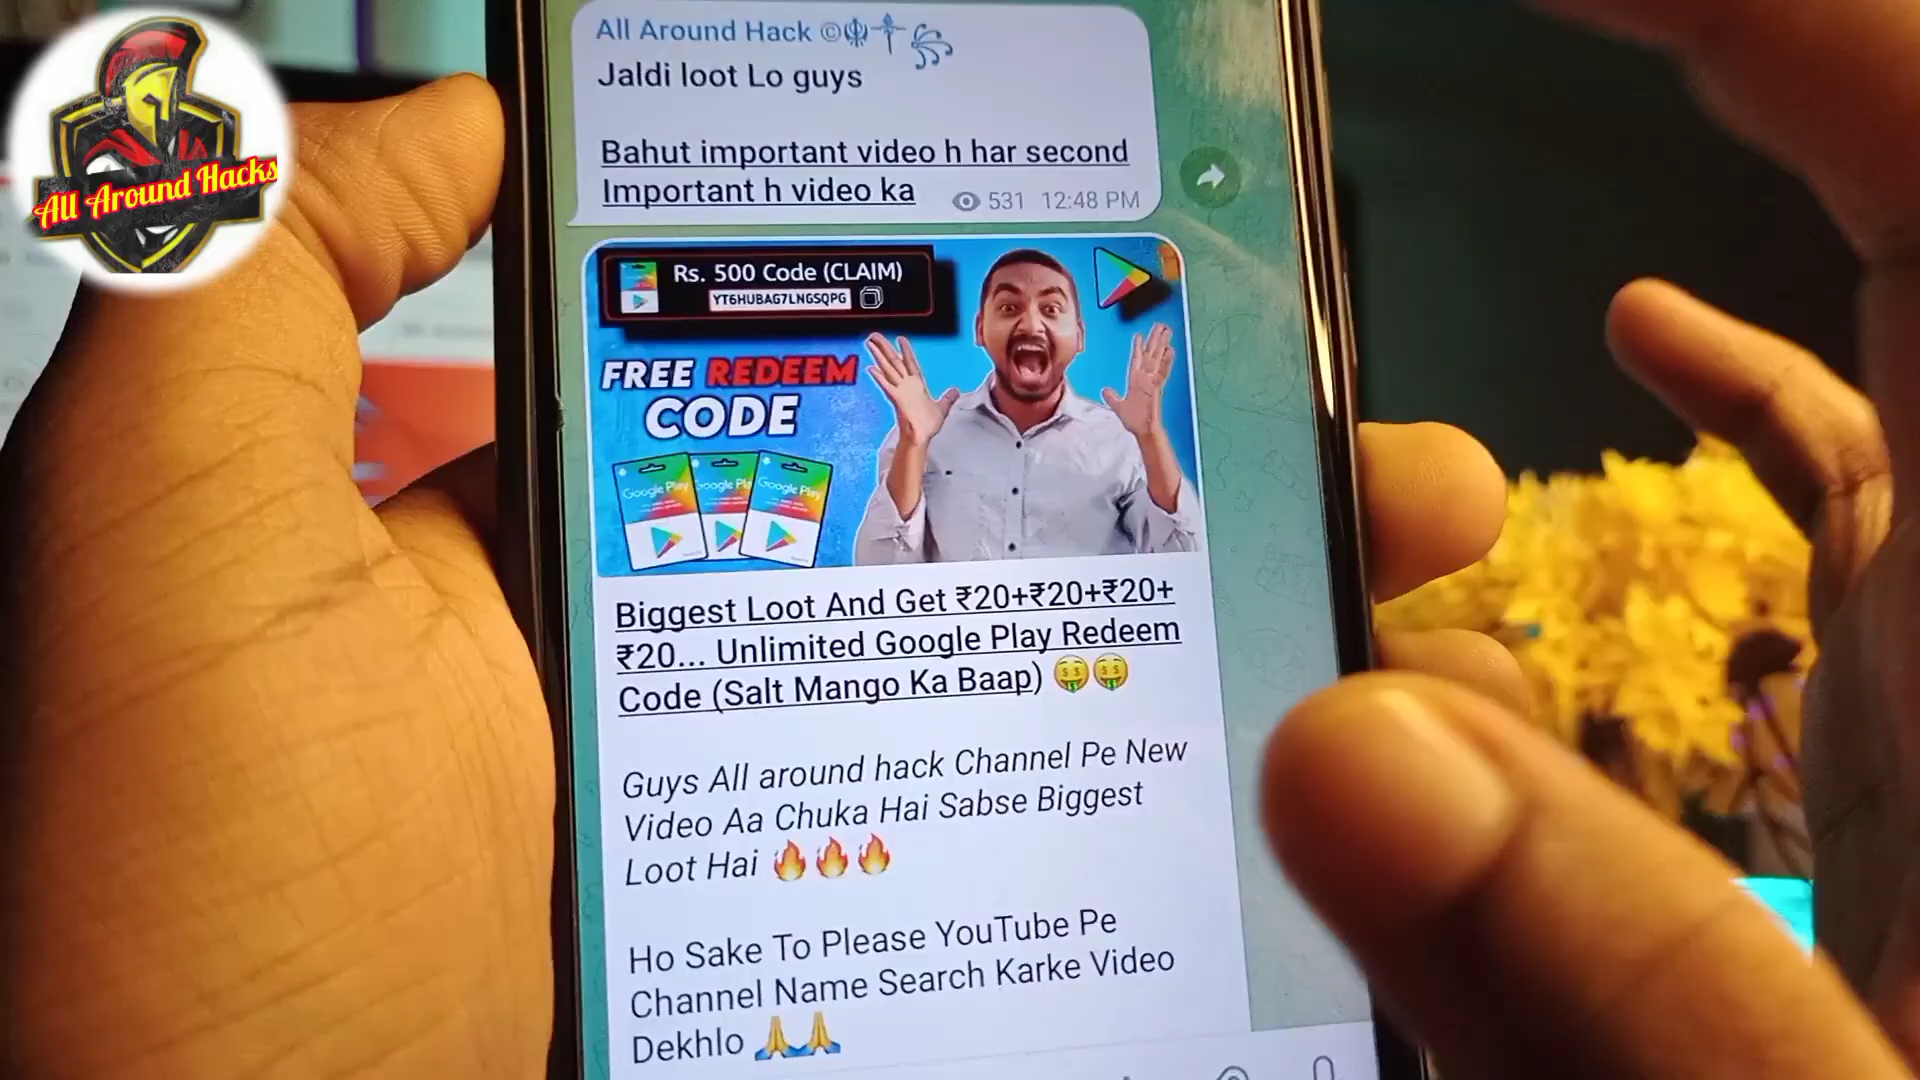 All Around Hacks
All Around Hack ©
Jaldi loot Lo guys
Bahut important video h har second
Important h video ka
531 12:48 PM
Rs. 500 Code (CLAIM)
YT6HUBAG7LNGSQPG
FREE REDEEM
CODE
Google Play Google Pla Google Play
Biggest Loot And Get ₹20+₹20+₹20+
₹20... Unlimited Google Play Redeem
Code (Salt Mango Ka Baap) 🤑🤑
Guys All around hack Channel Pe New
Video Aa Chuka Hai Sabse Biggest
Loot Hai 🔥🔥🔥
Ho Sake To Please YouTube Pe
Channel Name Search Karke Video
Dekhlo 🙏🙏